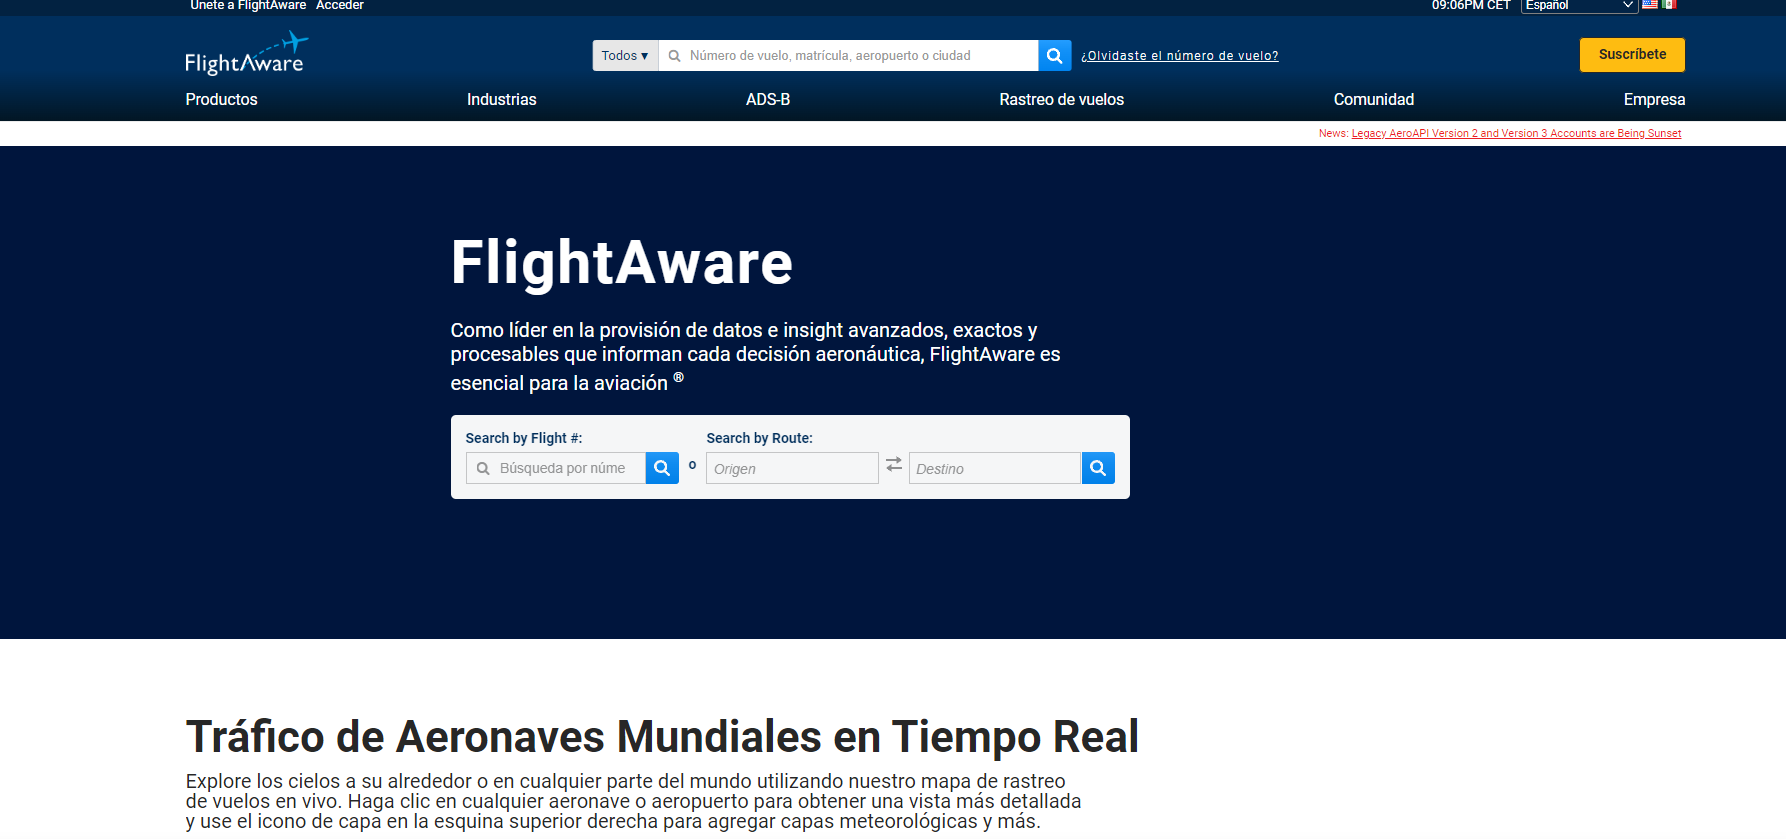 Únete a FlightAware Acceder
09:06PM CET Español
FlightAware
Todos ▾ Número de vuelo, matrícula, aeropuerto o ciudad ¿Olvidaste el número de vuelo? Suscríbete
Productos Industrias ADS-B Rastreo de vuelos Comunidad Empresa
News: Legacy AeroAPI Version 2 and Version 3 Accounts are Being Sunset
FlightAware
Como líder en la provisión de datos e insight avanzados, exactos y
procesables que informan cada decisión aeronáutica, FlightAware es
esencial para la aviación ®
Search by Flight #: Search by Route:
Búsqueda por núme o Origen Destino
Tráfico de Aeronaves Mundiales en Tiempo Real
Explore los cielos a su alrededor o en cualquier parte del mundo utilizando nuestro mapa de rastreo
de vuelos en vivo. Haga clic en cualquier aeronave o aeropuerto para obtener una vista más detallada
y use el icono de capa en la esquina superior derecha para agregar capas meteorológicas y más.